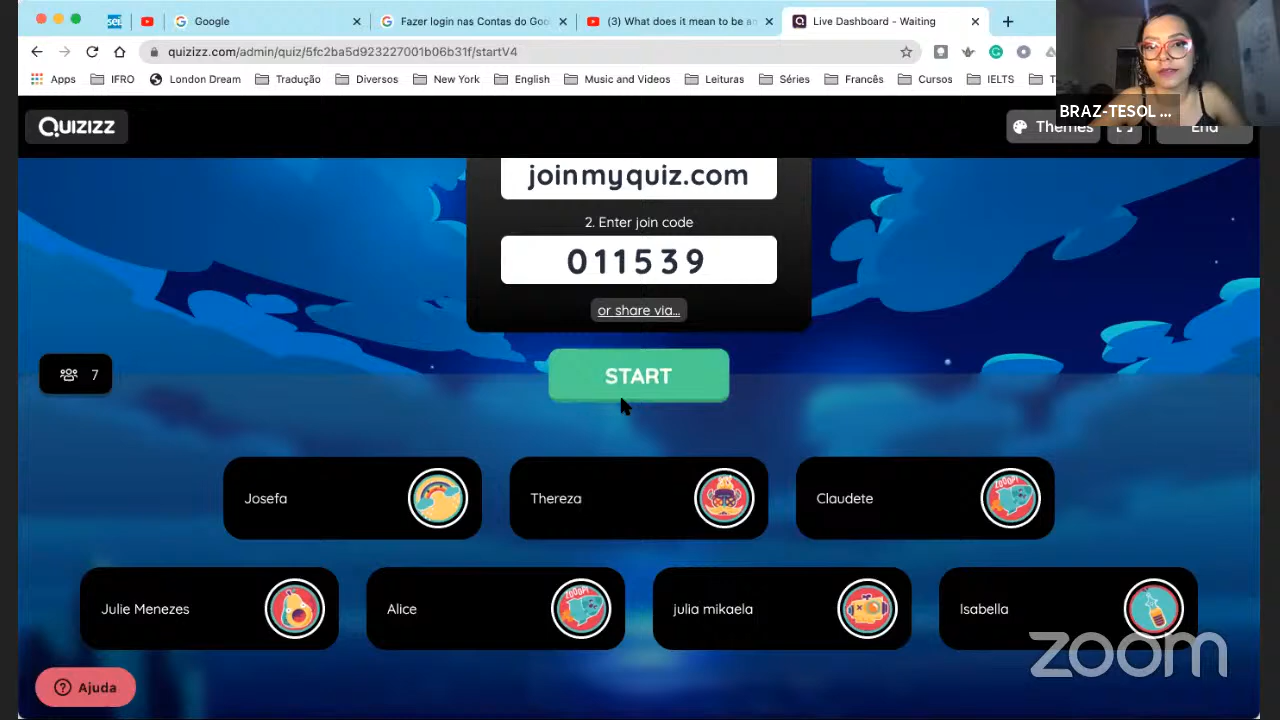 sei
Google
Fazer login nas Contas do Goo
(3) What does it mean to be a
Live Dashboard - Waiting
quizizz.com/admin/quiz/5fc2ba5d923227001b06b31f/startV4
Apps IFRO London Dream Tradução Diversos New York English Music and Videos Leituras Séries Francês Cursos IELTS T
BRAZ-TESOL ...
QUIZIZZ
Themes
End
joinmyquiz.com
2. Enter join code
011539
or share via...
START
7
Josefa
Thereza
Claudete
ZOOOP!
Julie Menezes
Alice
ZOOOP!
julia mikaela
Isabella
zoom
Ajuda